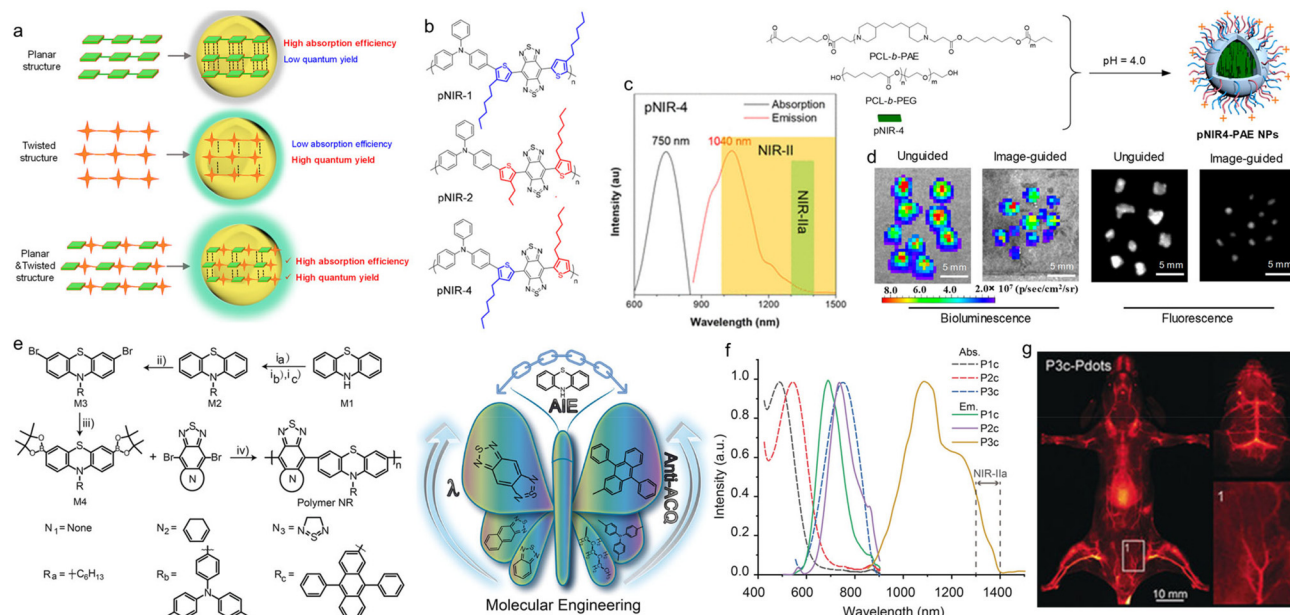 a
Planar
structure
High absorption efficiency
Low quantum yield
Twisted
structure
Low absorption efficiency
High quantum yield
Planar
&Twisted
structure
✓ High absorption efficiency
✓ High quantum yield
b
pNIR-1
pNIR-2
pNIR-4
PCL-b-PAE
PCL-b-PEG
pNIR-4
pH = 4.0
pNIR4-PAE NPs
c
pNIR-4
Absorption
Emission
750 nm
1040 nm
NIR-II
NIR-IIa
Intensity (au)
600
900
1200
1500
Wavelength (nm)
d
Unguided
Image-guided
Unguided
Image-guided
5 mm
5 mm
5 mm
5 mm
8.0
6.0
4.0
2.0× 10⁷ (p/sec/cm²/sr)
Bioluminescence
Fluorescence
e
M3
ii)
M2
ia)
ib),ic)
M1
iii)
M4
+
iv)
Polymer NR
N1=None
N2=
N3=
Ra=
C6H13
Rb=
Rc=
AIE
λ
Anti-ACQ
Molecular Engineering
f
Abs.
P1c
P2c
P3c
Em.
P1c
P2c
P3c
NIR-IIa
Intensity (a.u.)
1.0
0.8
0.6
0.4
0.2
0.0
400
600
800
1000
1200
1400
Wavelength (nm)
g
P3c-Pdots
1
1
10 mm